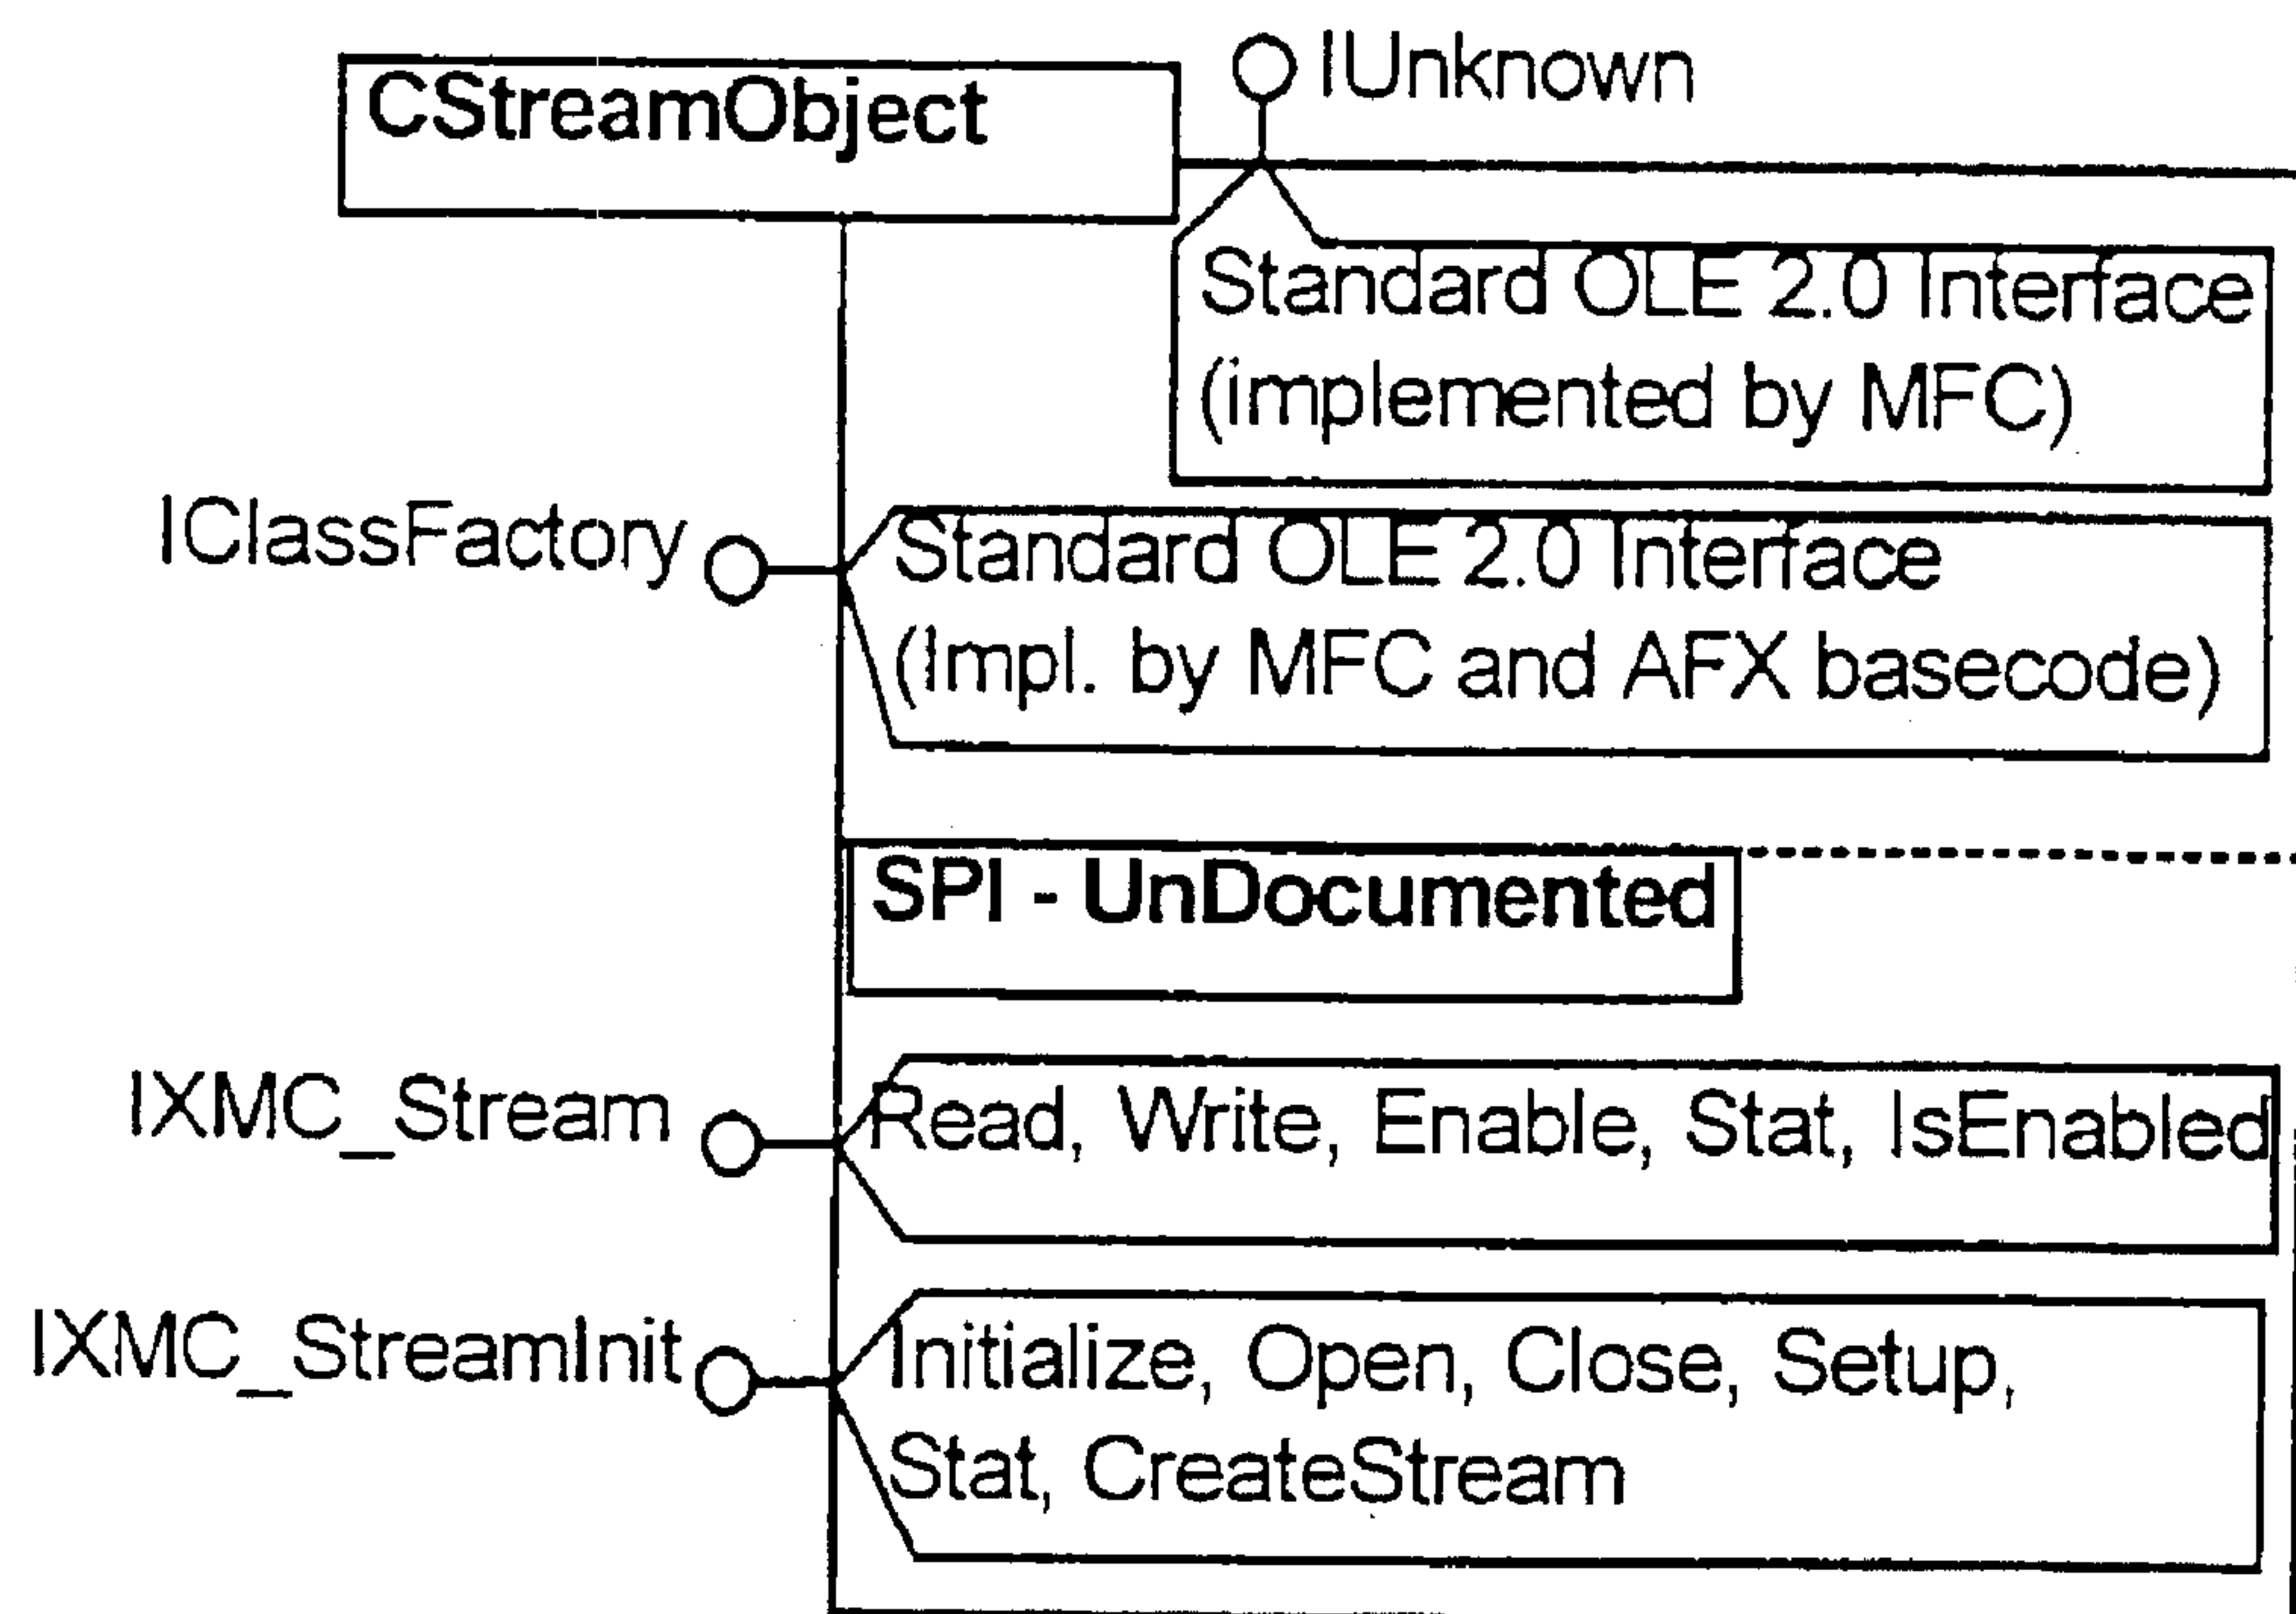 CStreamObject
IUnknown
Standard OLE 2.0 Interface
(implemented by MFC)
IClassFactory
Standard OLE 2.0 Interface
(Impl. by MFC and AFX basecode)
SPI - UnDocumented
IXMC_Stream
Read, Write, Enable, Stat, IsEnabled
IXMC_StreamInit
Initialize, Open, Close, Setup,
Stat, CreateStream